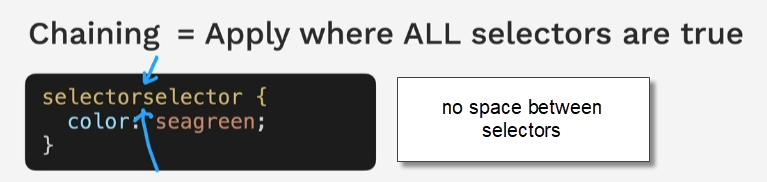 Chaining = Apply where ALL selectors are true
selectorselector {
color: seagreen;
}
no space between
selectors